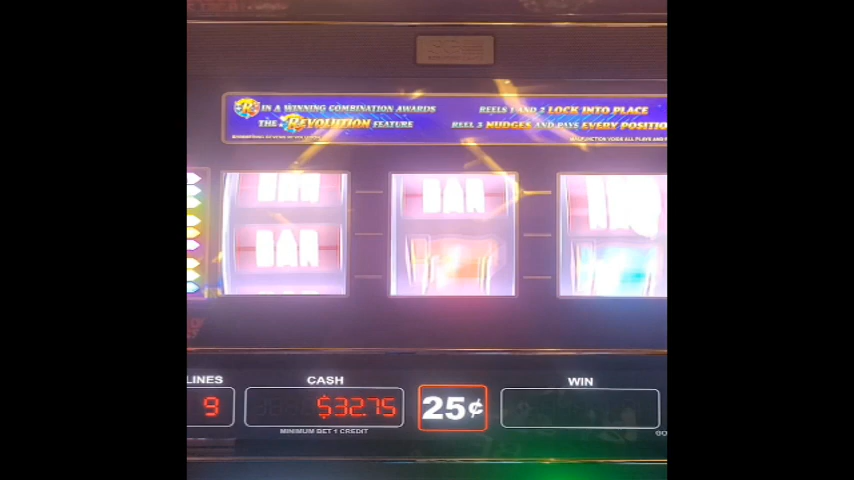 R IN A WINNING COMBINATION AWARDS
THE REVOLUTION FEATURE
REELS 1 AND 2 LOCK INTO PLACE
REEL 3 NUDGES AND PAYS EVERY POSITIO
BAR
BAR
LINES
9
CASH
$32.75
MINIMUM BET 1 CREDIT
25¢
WIN